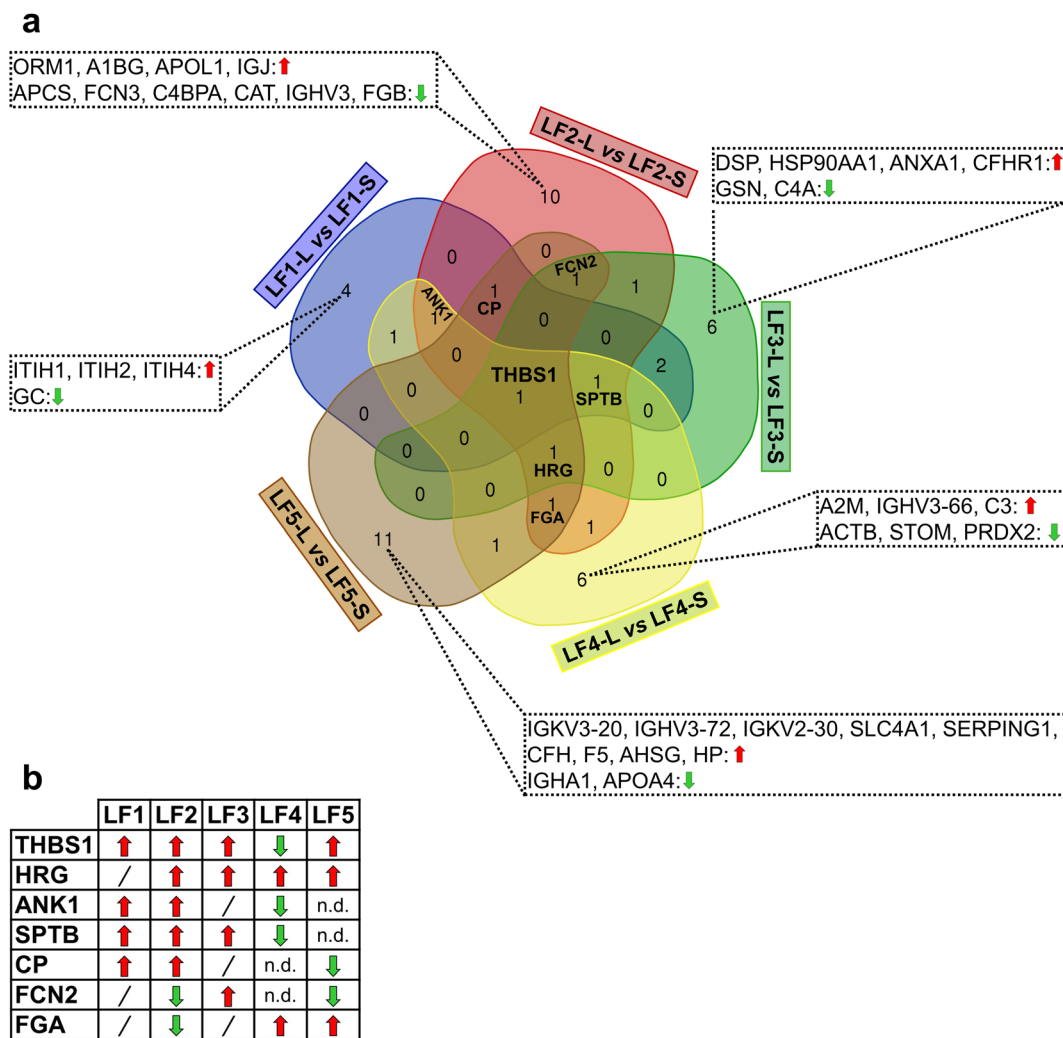 a
ORM1, A1BG, APOL1, IGJ:
APCS, FCN3, C4BPA, CAT, IGHV3, FGB:
LF2-L vs LF2-S
DSP, HSP90AA1, ANXA1, CFHR1:
GSN, C4A:
LF1-L vs LF1-S
10
0
0
FCN2
1
1
4
ANK1
1
1
CP
0
6
LF3-L vs LF3-S
1
0
0
2
ITIH1, ITIH2, ITIH4:
GC:
0
THBS1
1
1
SPTB
0
0
0
0
1
HRG
0
0
0
0
0
LF5-L vs LF5-S
1
FGA
1
11
1
6
A2M, IGHV3-66, C3:
ACTB, STOM, PRDX2:
LF4-L vs LF4-S
IGKV3-20, IGHV3-72, IGKV2-30, SLC4A1, SERPING1,
CFH, F5, AHSG, HP:
IGHA1, APOA4:
b
LF1 LF2 LF3 LF4 LF5
THBS1
HRG /
ANK1 / n.d.
SPTB n.d.
CP / n.d.
FCN2 / n.d.
FGA / /